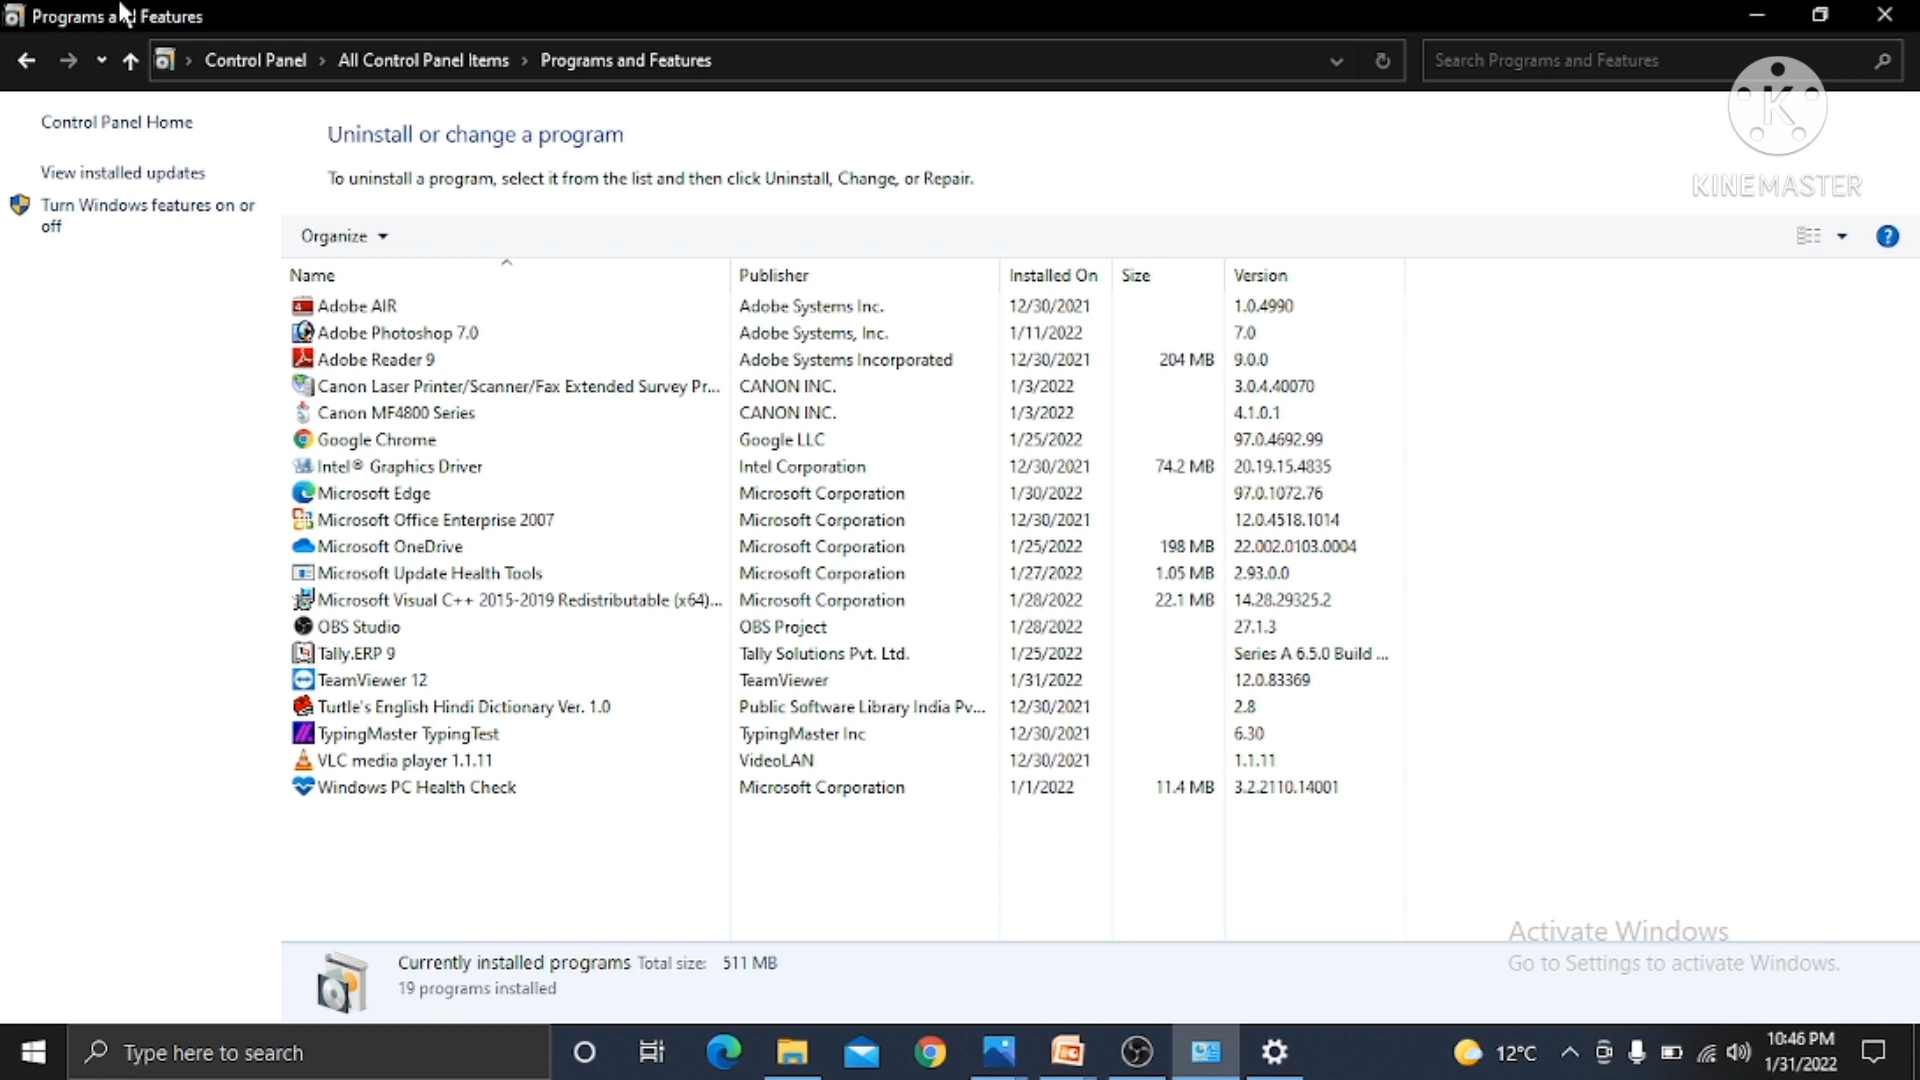 Programs and Features
Control Panel > All Control Panel Items > Programs and Features
Search Programs and Features
KINEMASTER
Control Panel Home
View installed updates
Turn Windows features on or
off
Uninstall or change a program
To uninstall a program, select it from the list and then click Uninstall, Change, or Repair.
Organize
Name Publisher Installed On Size Version
Adobe AIR Adobe Systems Inc. 12/30/2021 1.0.4990
Adobe Photoshop 7.0 Adobe Systems, Inc. 1/11/2022 7.0
Adobe Reader 9 Adobe Systems Incorporated 12/30/2021 204 MB 9.0.0
Canon Laser Printer/Scanner/Fax Extended Survey Pr... CANON INC. 1/3/2022 3.0.4.40070
Canon MF4800 Series CANON INC. 1/3/2022 4.1.0.1
Google Chrome Google LLC 1/25/2022 97.0.4692.99
Intel® Graphics Driver Intel Corporation 12/30/2021 74.2 MB 20.19.15.4835
Microsoft Edge Microsoft Corporation 1/30/2022 97.0.1072.76
Microsoft Office Enterprise 2007 Microsoft Corporation 12/30/2021 12.0.4518.1014
Microsoft OneDrive Microsoft Corporation 1/25/2022 198 MB 22.002.0103.0004
Microsoft Update Health Tools Microsoft Corporation 1/27/2022 1.05 MB 2.93.0.0
Microsoft Visual C++ 2015-2019 Redistributable (x64)... Microsoft Corporation 1/28/2022 22.1 MB 14.28.29325.2
OBS Studio OBS Project 1/28/2022 27.1.3
Tally.ERP 9 Tally Solutions Pvt. Ltd. 1/25/2022 Series A 6.5.0 Build ...
TeamViewer 12 TeamViewer 1/31/2022 12.0.83369
Turtle's English Hindi Dictionary Ver. 1.0 Public Software Library India Pv... 12/30/2021 2.8
TypingMaster TypingTest TypingMaster Inc 12/30/2021 6.30
VLC media player 1.1.11 VideoLAN 12/30/2021 1.1.11
Windows PC Health Check Microsoft Corporation 1/1/2022 11.4 MB 3.2.2110.14001
Activate Windows
Go to Settings to activate Windows.
Currently installed programs Total size: 511 MB
19 programs installed
Type here to search
12°C
10:46 PM
1/31/2022